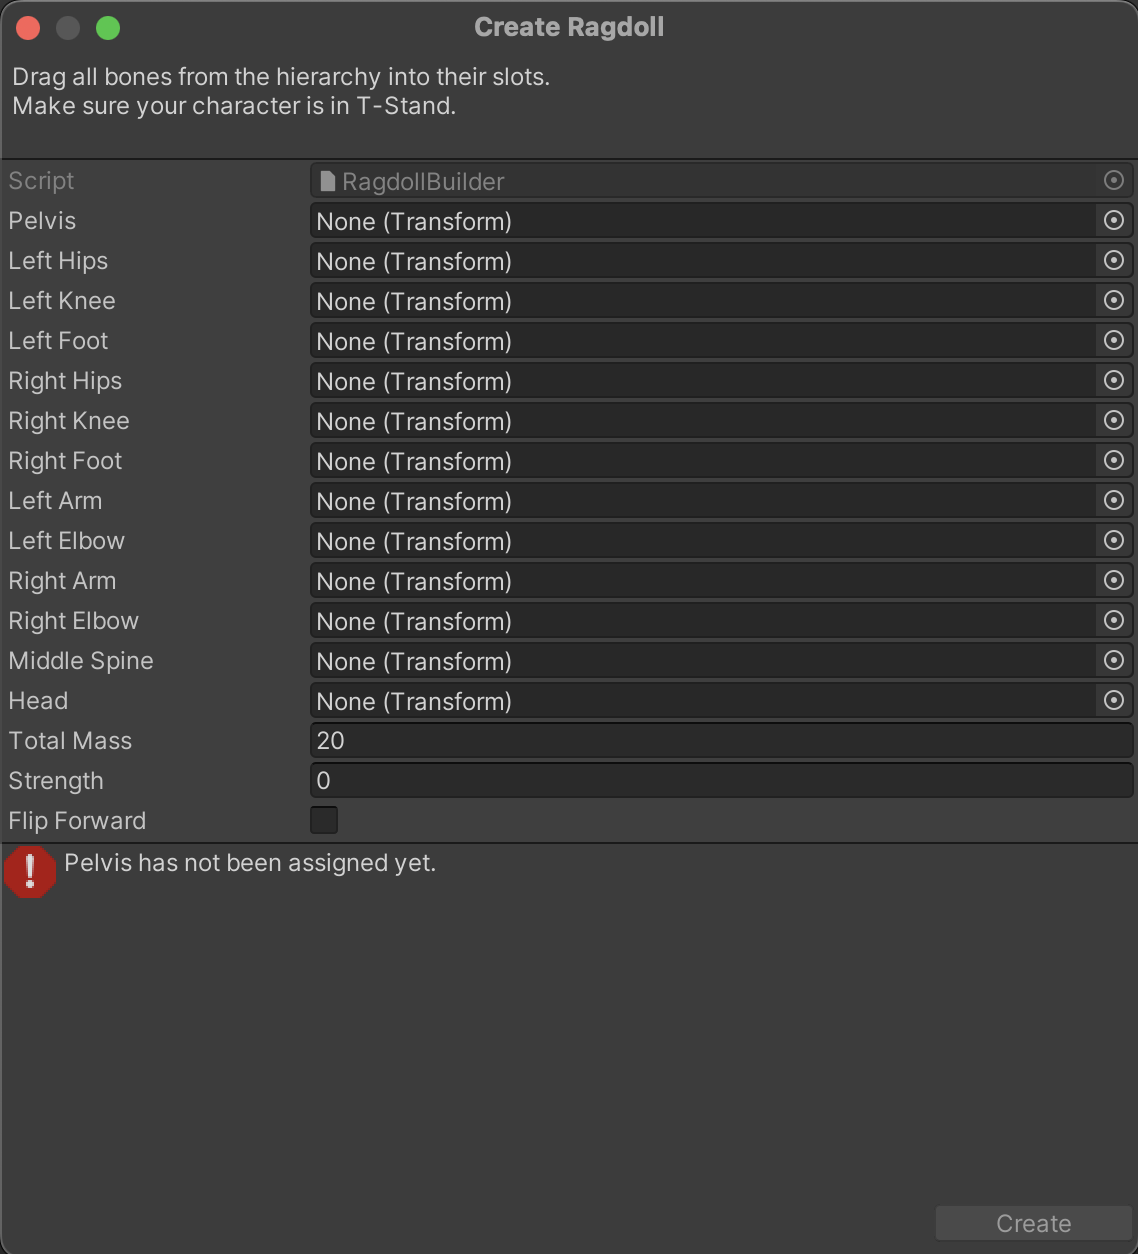 Create Ragdoll
Drag all bones from the hierarchy into their slots.
Make sure your character is in T-Stand.
Script RagdollBuilder
Pelvis None (Transform)
Left Hips None (Transform)
Left Knee None (Transform)
Left Foot None (Transform)
Right Hips None (Transform)
Right Knee None (Transform)
Right Foot None (Transform)
Left Arm None (Transform)
Left Elbow None (Transform)
Right Arm None (Transform)
Right Elbow None (Transform)
Middle Spine None (Transform)
Head None (Transform)
Total Mass 20
Strength 0
Flip Forward
Pelvis has not been assigned yet.
Create